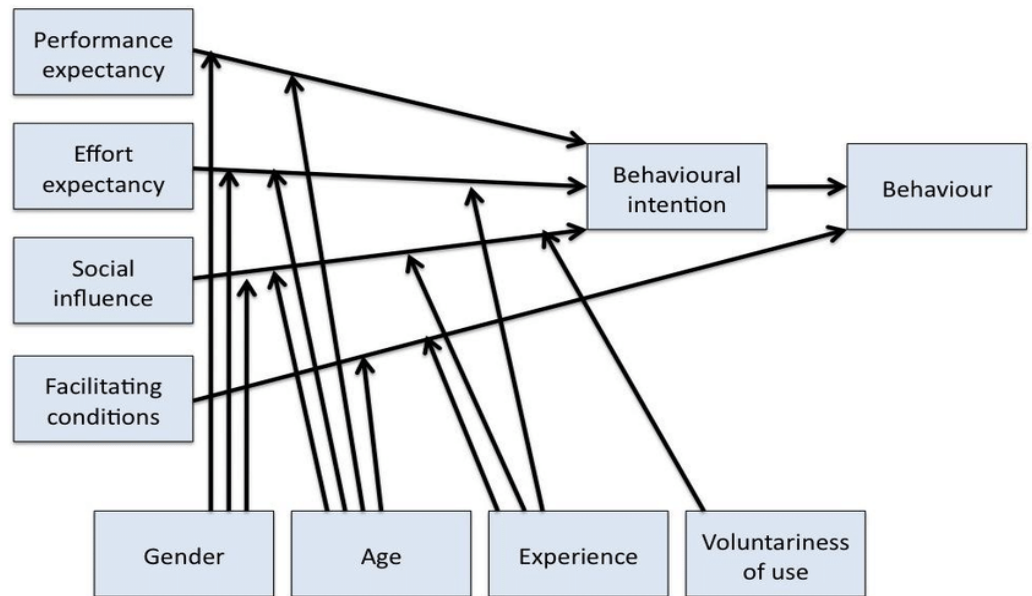 Performance
expectancy
Effort
expectancy
Social
influence
Facilitating
conditions
Behavioural
intention
Behaviour
Gender
Age
Experience
Voluntariness
of use